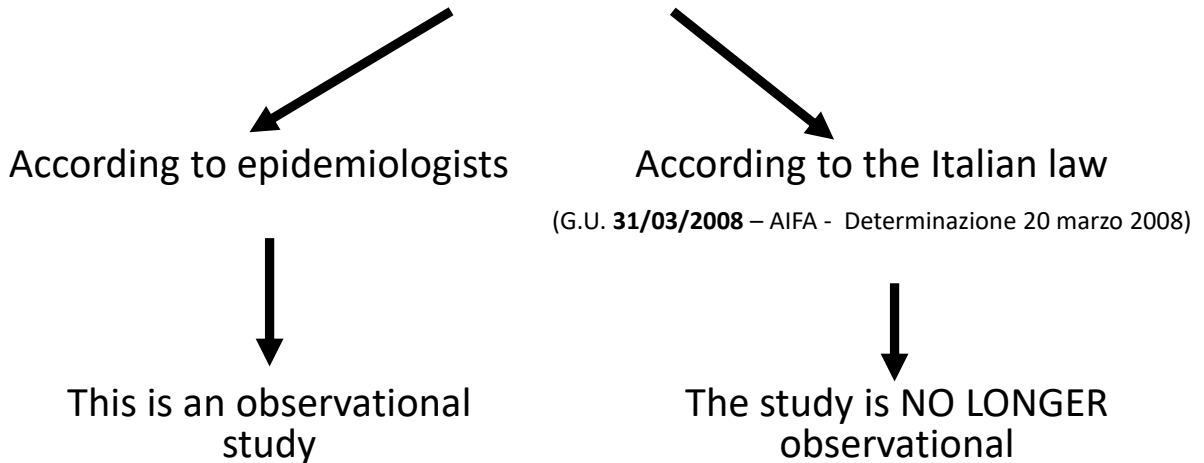 According to epidemiologists
According to the Italian law
(G.U. 31/03/2008 – AIFA - Determinazione 20 marzo 2008)
This is an observational
study
The study is NO LONGER
observational